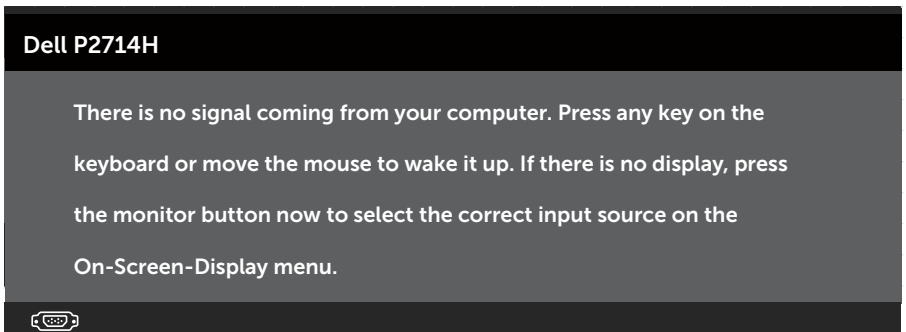 Dell P2714H
There is no signal coming from your computer. Press any key on the
keyboard or move the mouse to wake it up. If there is no display, press
the monitor button now to select the correct input source on the
On-Screen-Display menu.